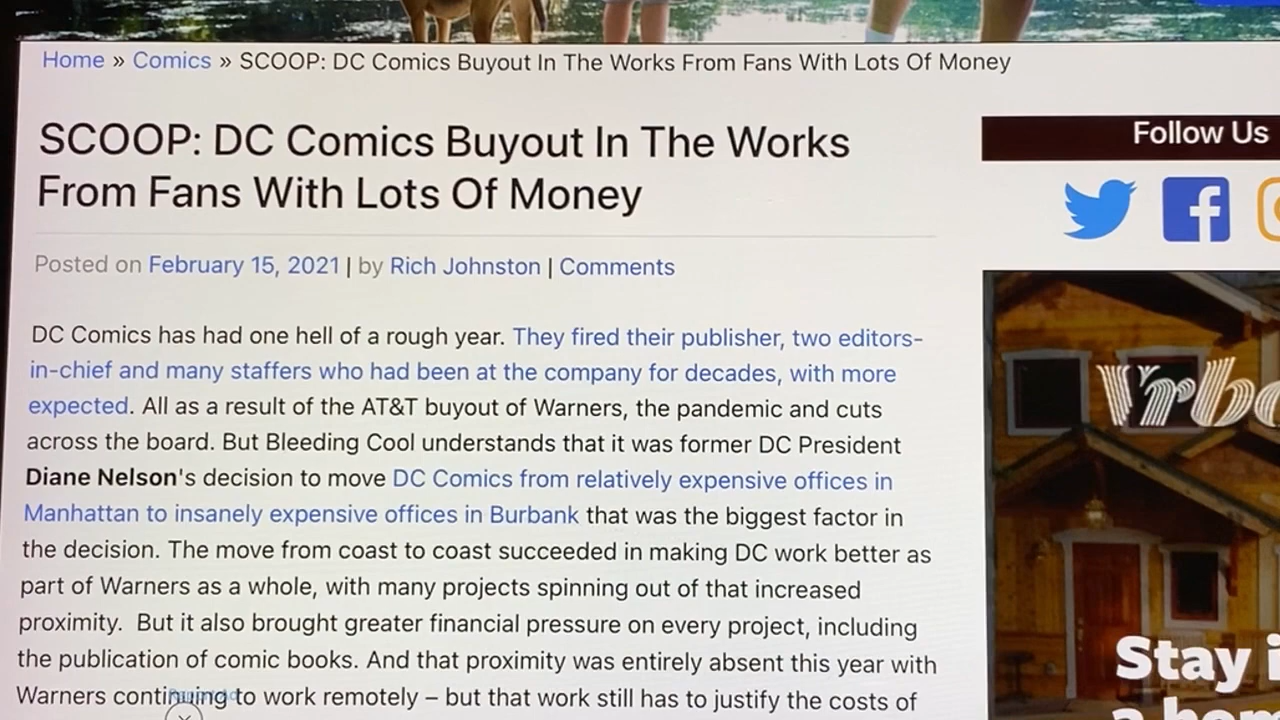 Home » Comics » SCOOP: DC Comics Buyout In The Works From Fans With Lots Of Money
SCOOP: DC Comics Buyout In The Works
From Fans With Lots Of Money
Posted on February 15, 2021 | by Rich Johnston | Comments
DC Comics has had one hell of a rough year. They fired their publisher, two editors-
in-chief and many staffers who had been at the company for decades, with more
expected. All as a result of the AT&T buyout of Warners, the pandemic and cuts
across the board. But Bleeding Cool understands that it was former DC President
Diane Nelson's decision to move DC Comics from relatively expensive offices in
Manhattan to insanely expensive offices in Burbank that was the biggest factor in
the decision. The move from coast to coast succeeded in making DC work better as
part of Warners as a whole, with many projects spinning out of that increased
proximity. But it also brought greater financial pressure on every project, including
the publication of comic books. And that proximity was entirely absent this year with
Warners continuing to work remotely – but that work still has to justify the costs of
Follow Us
Vrbo
Stay i
a hom